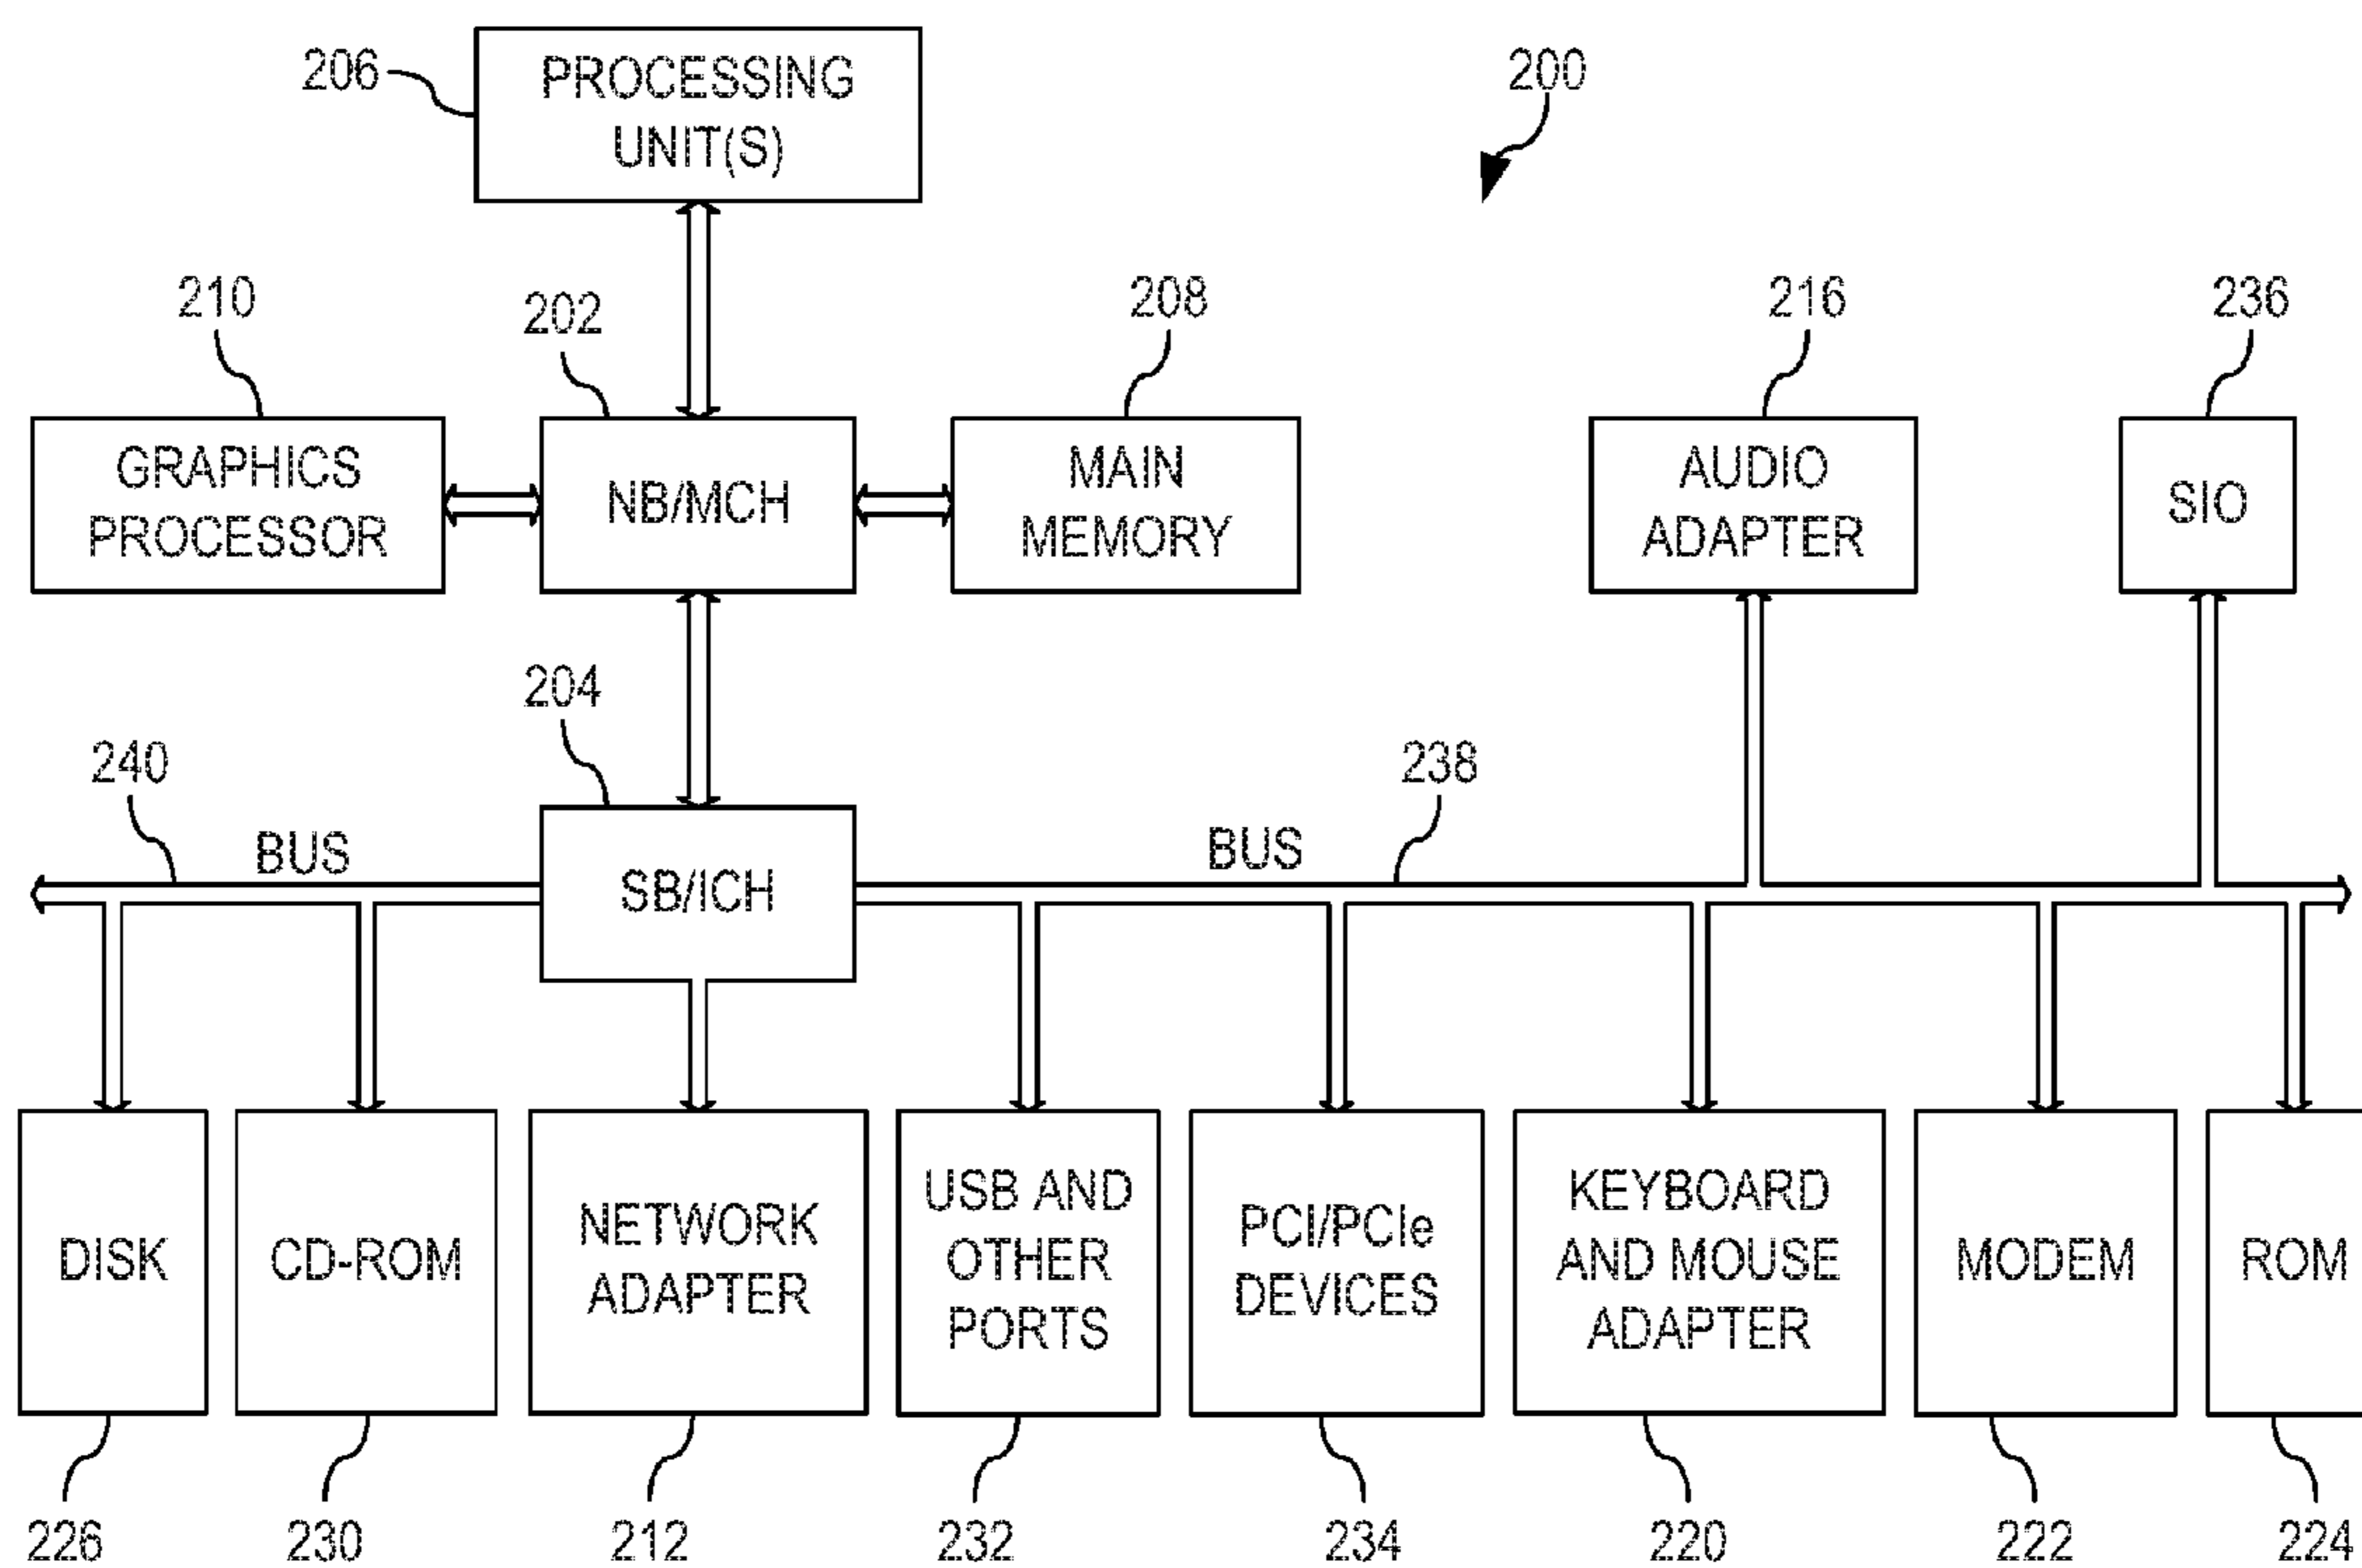 206
PROCESSING
UNIT(S)
200
210
202
208
216
236
GRAPHICS
PROCESSOR
NB/MCH
MAIN
MEMORY
AUDIO
ADAPTER
SIO
204
240
238
BUS
BUS
SB/ICH
DISK
CD-ROM
NETWORK
ADAPTER
USB AND
OTHER
PORTS
PCI/PCIe
DEVICES
KEYBOARD
AND MOUSE
ADAPTER
MODEM
ROM
226
230
212
232
234
220
222
224